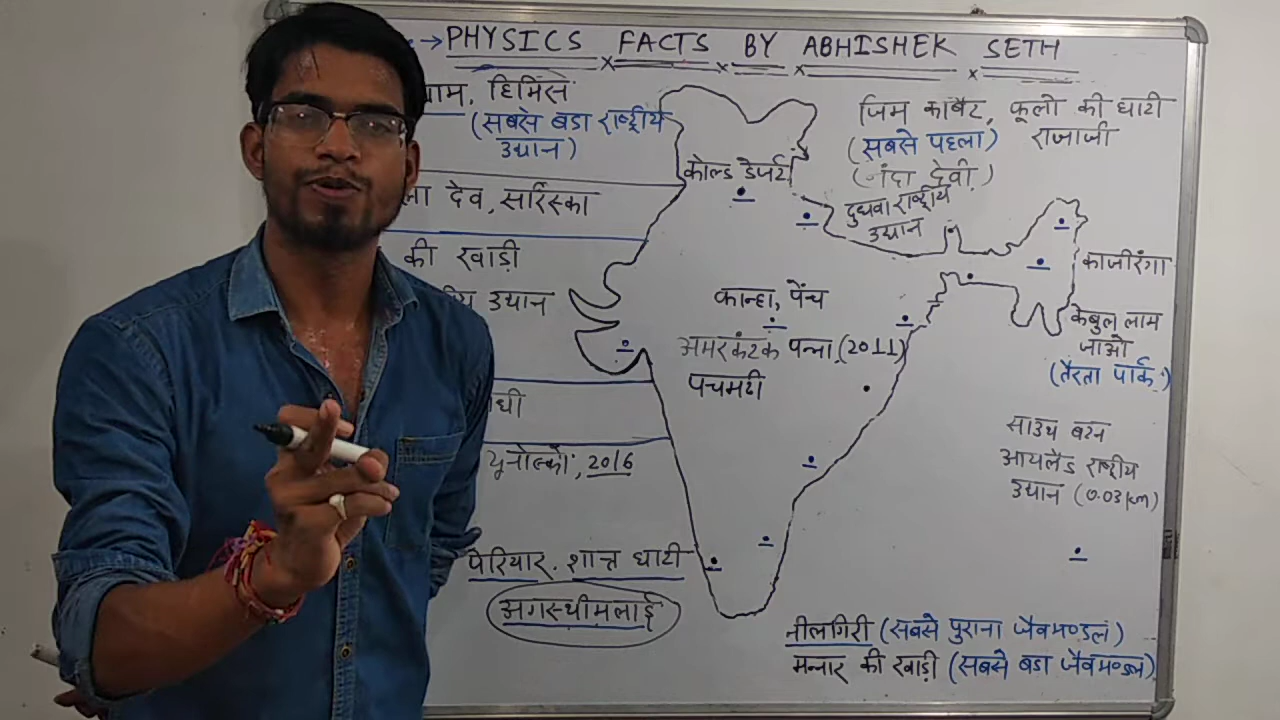 → PHYSICS FACTS BY ABHISHEK SETH
हिमिस
(सबसे बडा राष्ट्रीय
उद्यान)
जिम कार्बेट, फूलो की घाटी
(सबसे पहला) राजाजी
(नंदा देवी)
दुधवा राष्ट्रीय
उद्यान
कोल्ड डेजर्ट
देव, सरिस्का
की खाड़ी
उद्यान
काजीरंगा
कान्हा, पेंच
अमरकंटक पन्ना, (2011)
पचमढी
केबुल लाम
जाओ
(तैरता पार्क)
साउथ बटन
आयलैंड राष्ट्रीय
उद्यान (0.03 km)
यूनेस्को, 2016
पेरियार. शान्त घाटी
अगस्थीमलाई
नीलगिरी (सबसे पुराना जैवमण्डल)
मन्नार की खाड़ी (सबसे बडा जैवमण्डल)